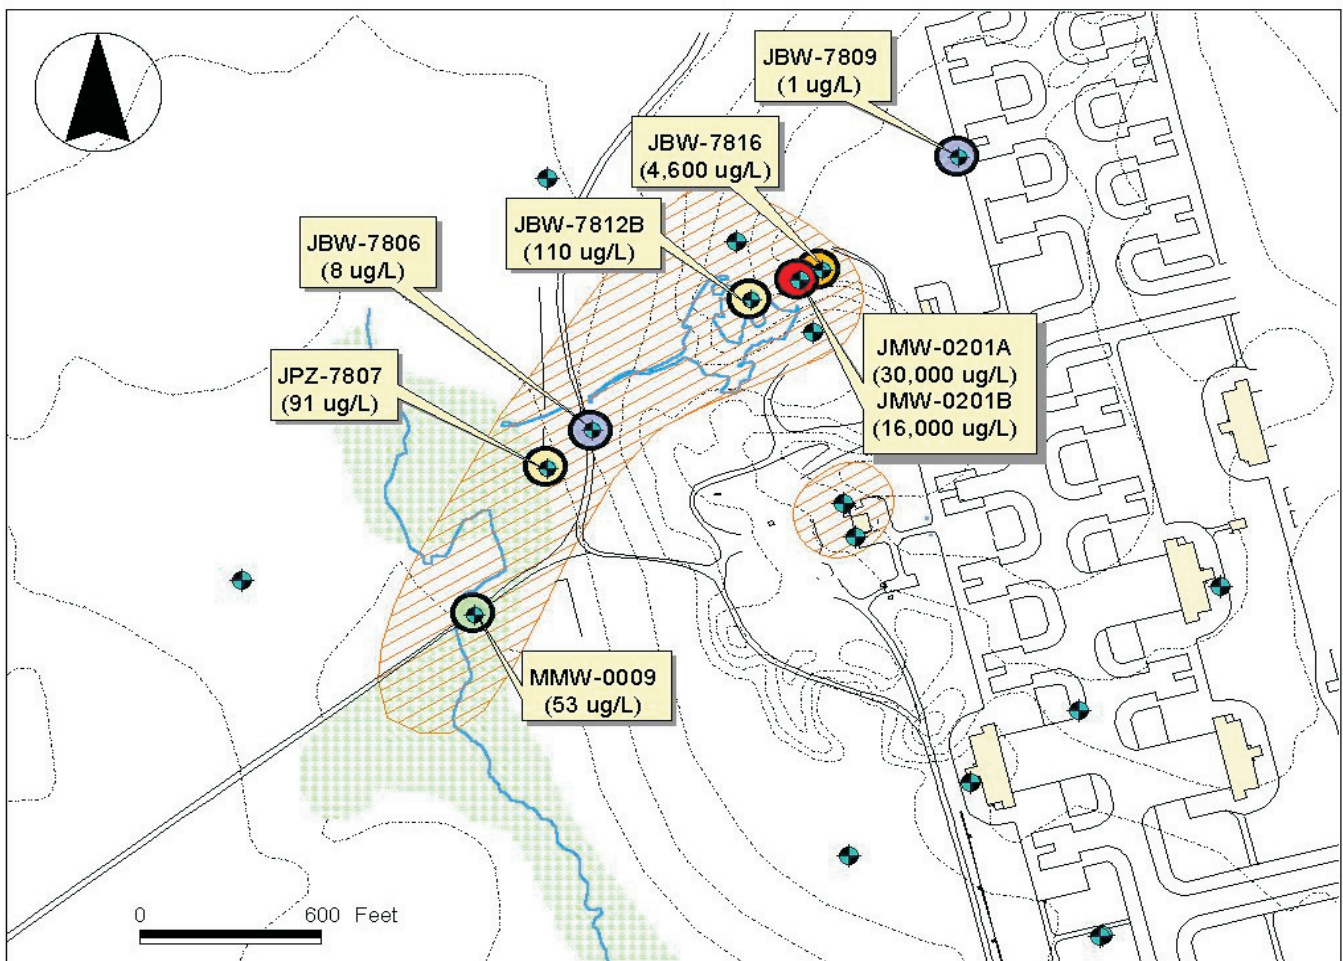 JBW-7809
(1 ug/L)
JBW-7816
(4,600 ug/L)
JBW-7812B
(110 ug/L)
JBW-7806
(8 ug/L)
JMW-0201A
(30,000 ug/L)
JMW-0201B
(16,000 ug/L)
JPZ-7807
(91 ug/L)
MMW-0009
(53 ug/L)
0 600 Feet